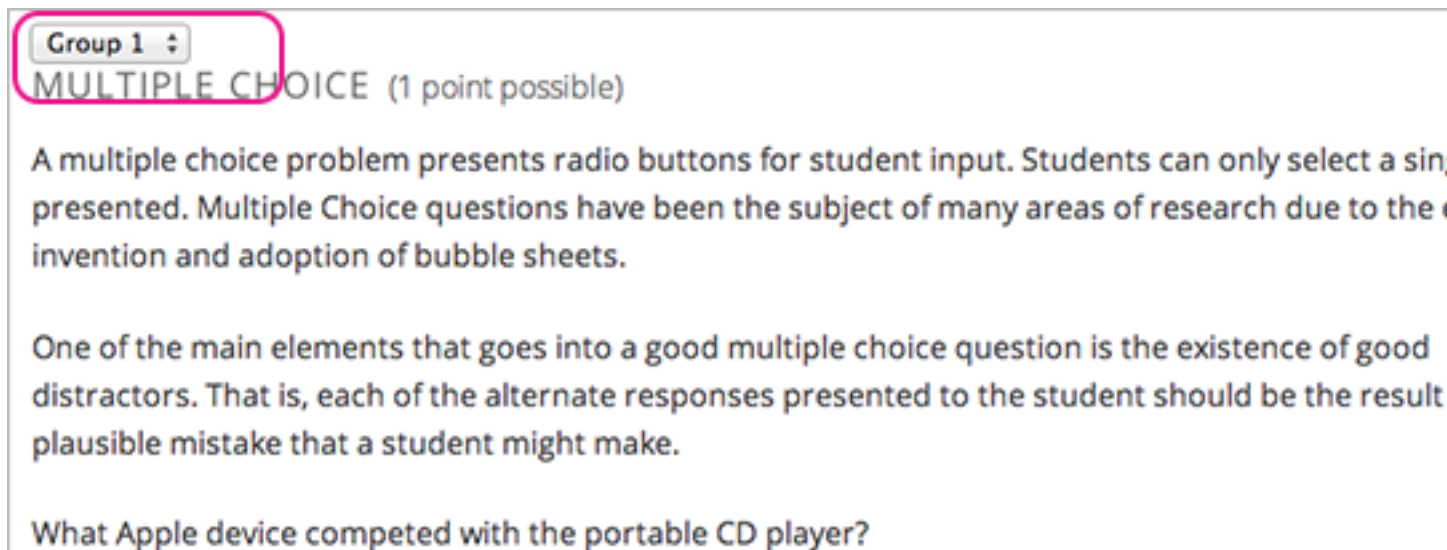 Group 1
MULTIPLE CHOICE (1 point possible)
A multiple choice problem presents radio buttons for student input. Students can only select a
presented. Multiple Choice questions have been the subject of many areas of research due to the
invention and adoption of bubble sheets.
One of the main elements that goes into a good multiple choice question is the existence of good
distractors. That is, each of the alternate responses presented to the student should be the result
plausible mistake that a student might make.
What Apple device competed with the portable CD player?